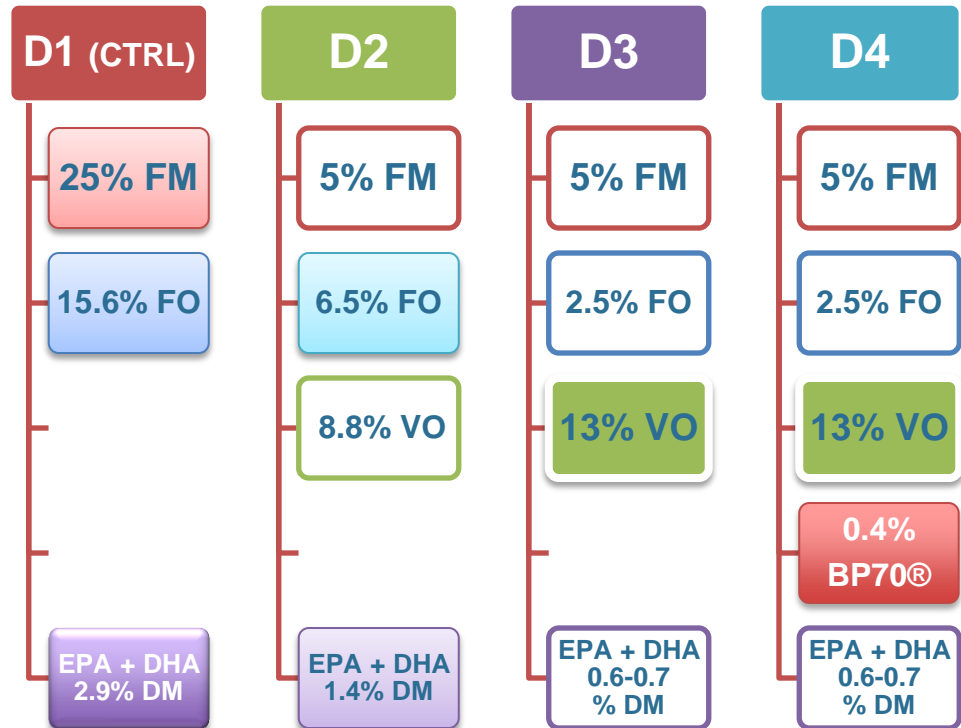 D1 (CTRL)
25% FM
15.6% FO
EPA + DHA
2.9% DM
D2
5% FM
6.5% FO
8.8% VO
EPA + DHA
1.4% DM
D3
5% FM
2.5% FO
13% VO
EPA + DHA
0.6-0.7
% DM
D4
5% FM
2.5% FO
13% VO
0.4%
BP70®
EPA + DHA
0.6-0.7
% DM